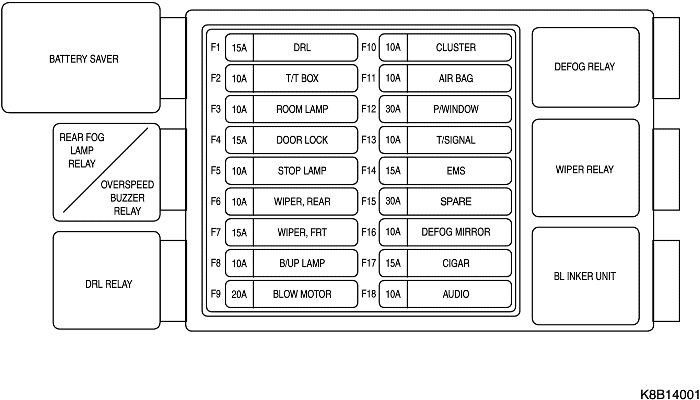 BATTERY SAVER
REAR FOG
LAMP
RELAY
OVERSPEED
BUZZER
RELAY
DRL RELAY
F1 15A DRL
F2 10A T/T BOX
F3 10A ROOM LAMP
F4 15A DOOR LOCK
F5 10A STOP LAMP
F6 10A WIPER, REAR
F7 15A WIPER, FRT
F8 10A B/UP LAMP
F9 20A BLOW MOTOR
F10 10A CLUSTER
F11 10A AIR BAG
F12 30A P/WINDOW
F13 10A T/SIGNAL
F14 15A EMS
F15 30A SPARE
F16 10A DEFOG MIRROR
F17 15A CIGAR
F18 10A AUDIO
DEFOG RELAY
WIPER RELAY
BL INKER UNIT
K8B14001